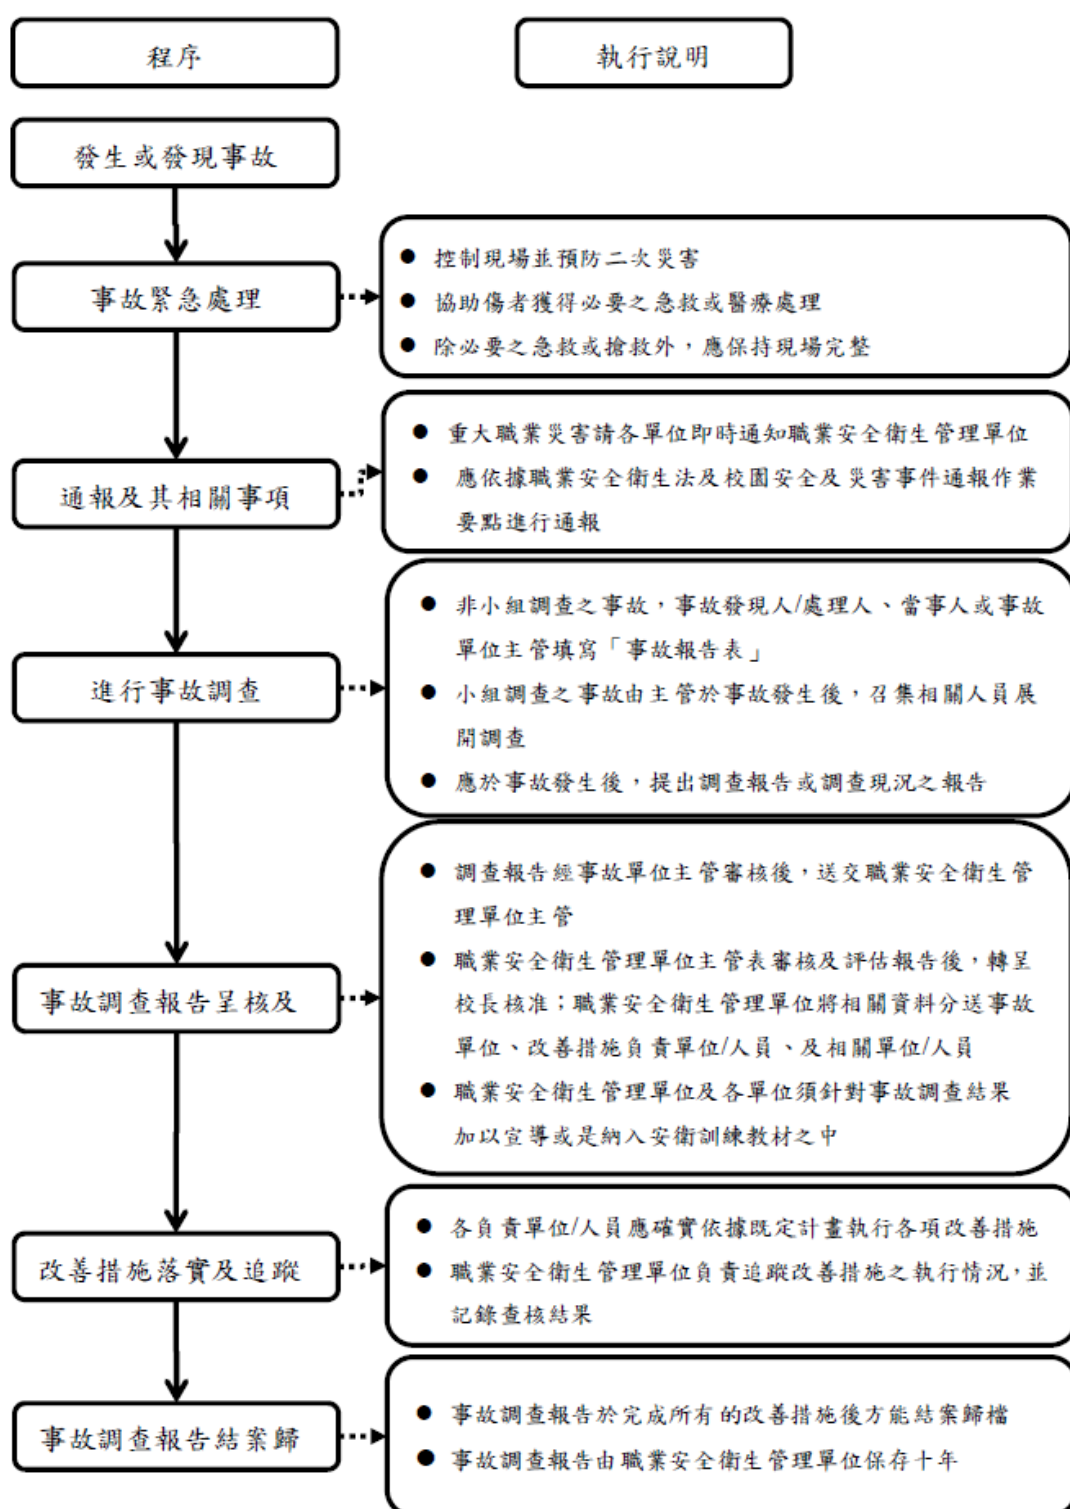 程序
執行說明
發生或發現事故
事故緊急處理
● 控制現場並預防二次災害
● 協助傷者獲得必要之急救或醫療處理
● 除必要之急救或搶救外，應保持現場完整
通報及其相關事項
● 重大職業災害請各單位即時通知職業安全衛生管理單位
● 應依據職業安全衛生法及校園安全及災害事件通報作業
要點進行通報
進行事故調查
● 非小組調查之事故，事故發現人/處理人、當事人或事故
單位主管填寫「事故報告表」
● 小組調查之事故由主管於事故發生後，召集相關人員展
開調查
● 應於事故發生後，提出調查報告或調查現況之報告
事故調查報告呈核及
● 調查報告經事故單位主管審核後，送交職業安全衛生管
理單位主管
● 職業安全衛生管理單位主管表審核及評估報告後，轉呈
校長核准；職業安全衛生管理單位將相關資料分送事故
單位、改善措施負責單位/人員、及相關單位/人員
● 職業安全衛生管理單位及各單位須針對事故調查結果
加以宣導或是納入安衛訓練教材之中
改善措施落實及追蹤
● 各負責單位/人員應確實依據既定計畫執行各項改善措施
● 職業安全衛生管理單位負責追蹤改善措施之執行情況，並
記錄查核結果
事故調查報告結案歸
● 事故調查報告於完成所有的改善措施後方能結案歸檔
● 事故調查報告由職業安全衛生管理單位保存十年